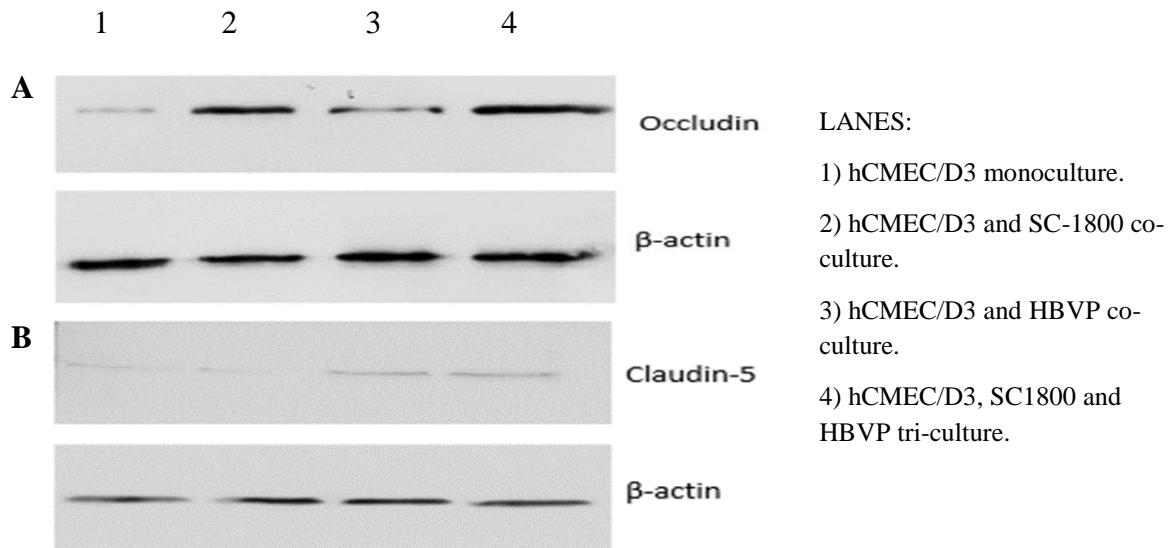 1 2 3 4
A
Occludin
β-actin
B
Claudin-5
β-actin
LANES:
1) hCMEC/D3 monoculture.
2) hCMEC/D3 and SC-1800 co-
culture.
3) hCMEC/D3 and HBVP co-
culture.
4) hCMEC/D3, SC1800 and
HBVP tri-culture.